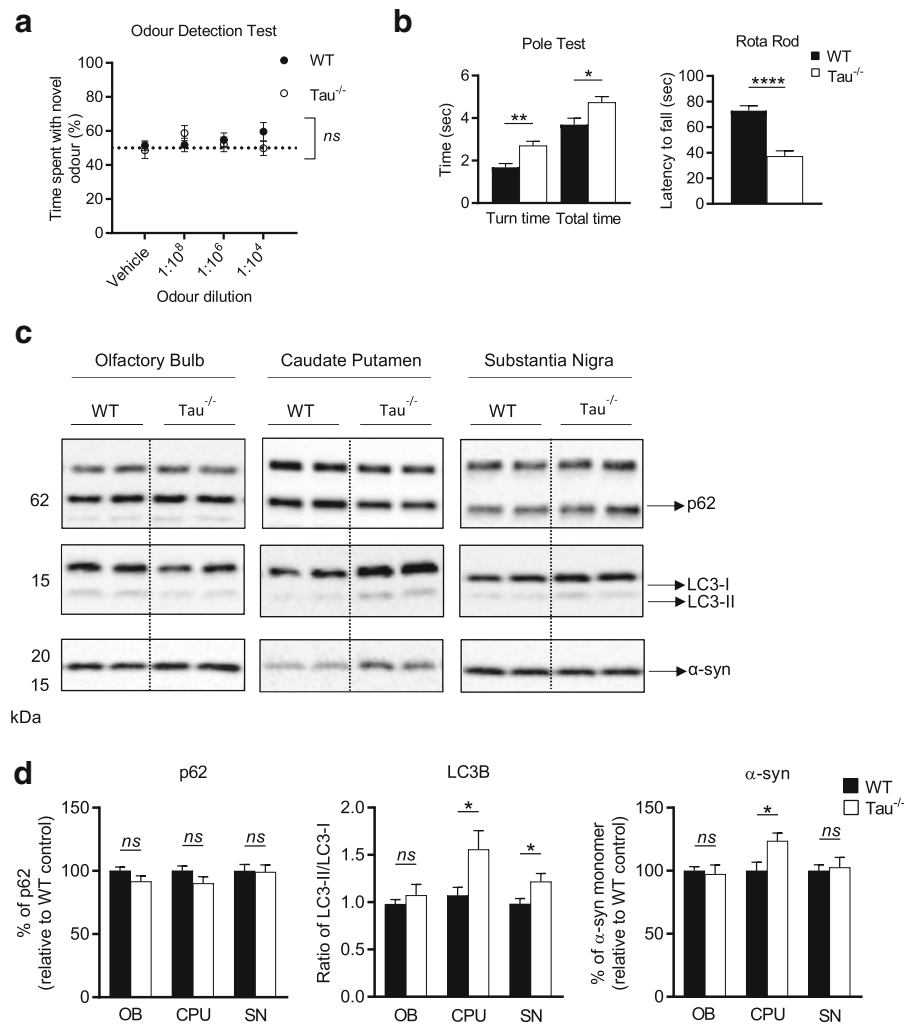 a
Odour Detection Test
Time spent with novel
odour (%)
100
80
60
40
20
0
WT
Tau-/-
ns
Vehicle
1:10⁸
1:10⁶
1:10⁴
Odour dilution
b
Pole Test
Time (sec)
6
4
2
0
**
*
Turn time
Total time
Rota Rod
Latency to fall (sec)
100
80
60
40
20
0
****
WT
Tau-/-
c
Olfactory Bulb
Caudate Putamen
Substantia Nigra
WT
Tau-/-
WT
Tau-/-
WT
Tau-/-
62
p62
15
LC3-I
LC3-II
20
15
α-syn
kDa
d
p62
% of p62
(relative to WT control)
150
100
50
0
ns
ns
ns
OB
CPU
SN
LC3B
Ratio of LC3-II/LC3-I
2.0
1.5
1.0
0.5
0.0
ns
*
*
OB
CPU
SN
α-syn
% of α-syn monomer
(relative to WT control)
150
100
50
0
ns
*
ns
OB
CPU
SN
WT
Tau-/-